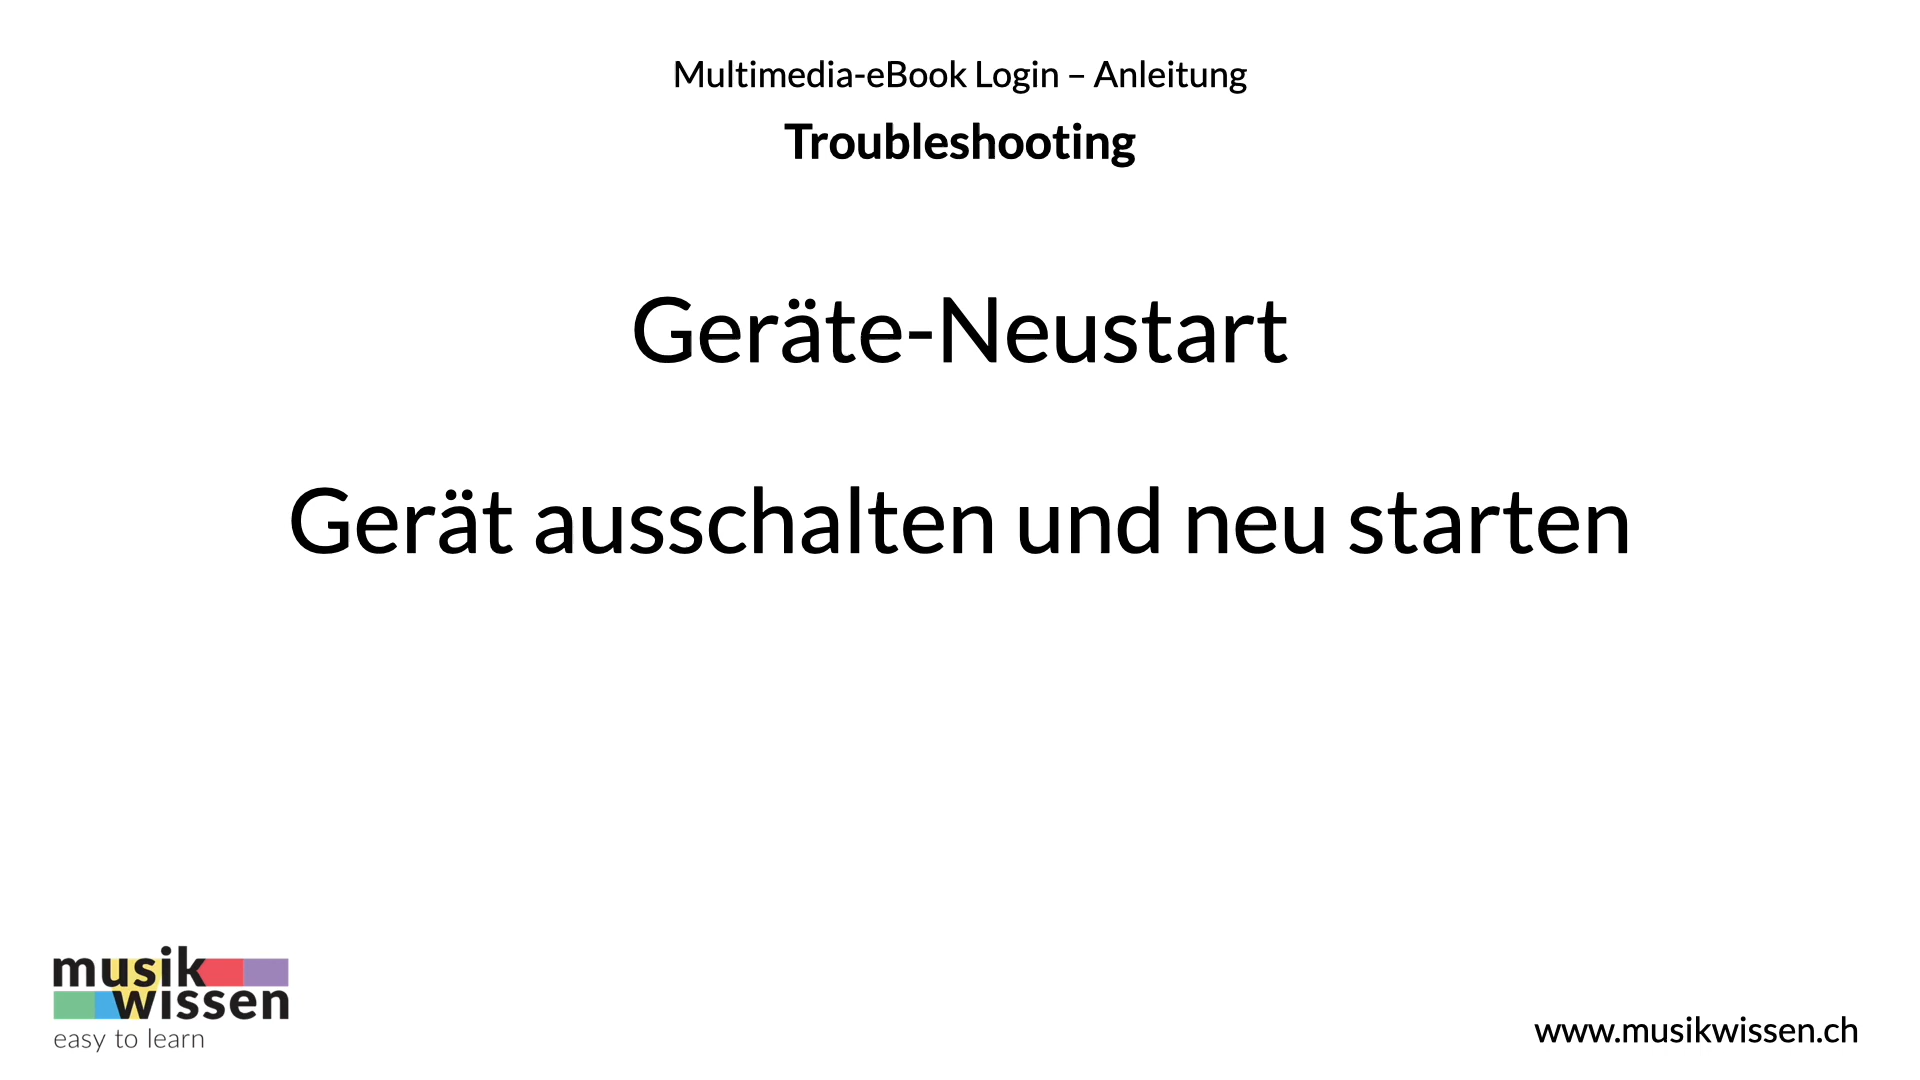 Multimedia-eBook Login – Anleitung
Troubleshooting
Geräte-Neustart
Gerät ausschalten und neu starten
musik
wissen
easy to learn
www.musikwissen.ch